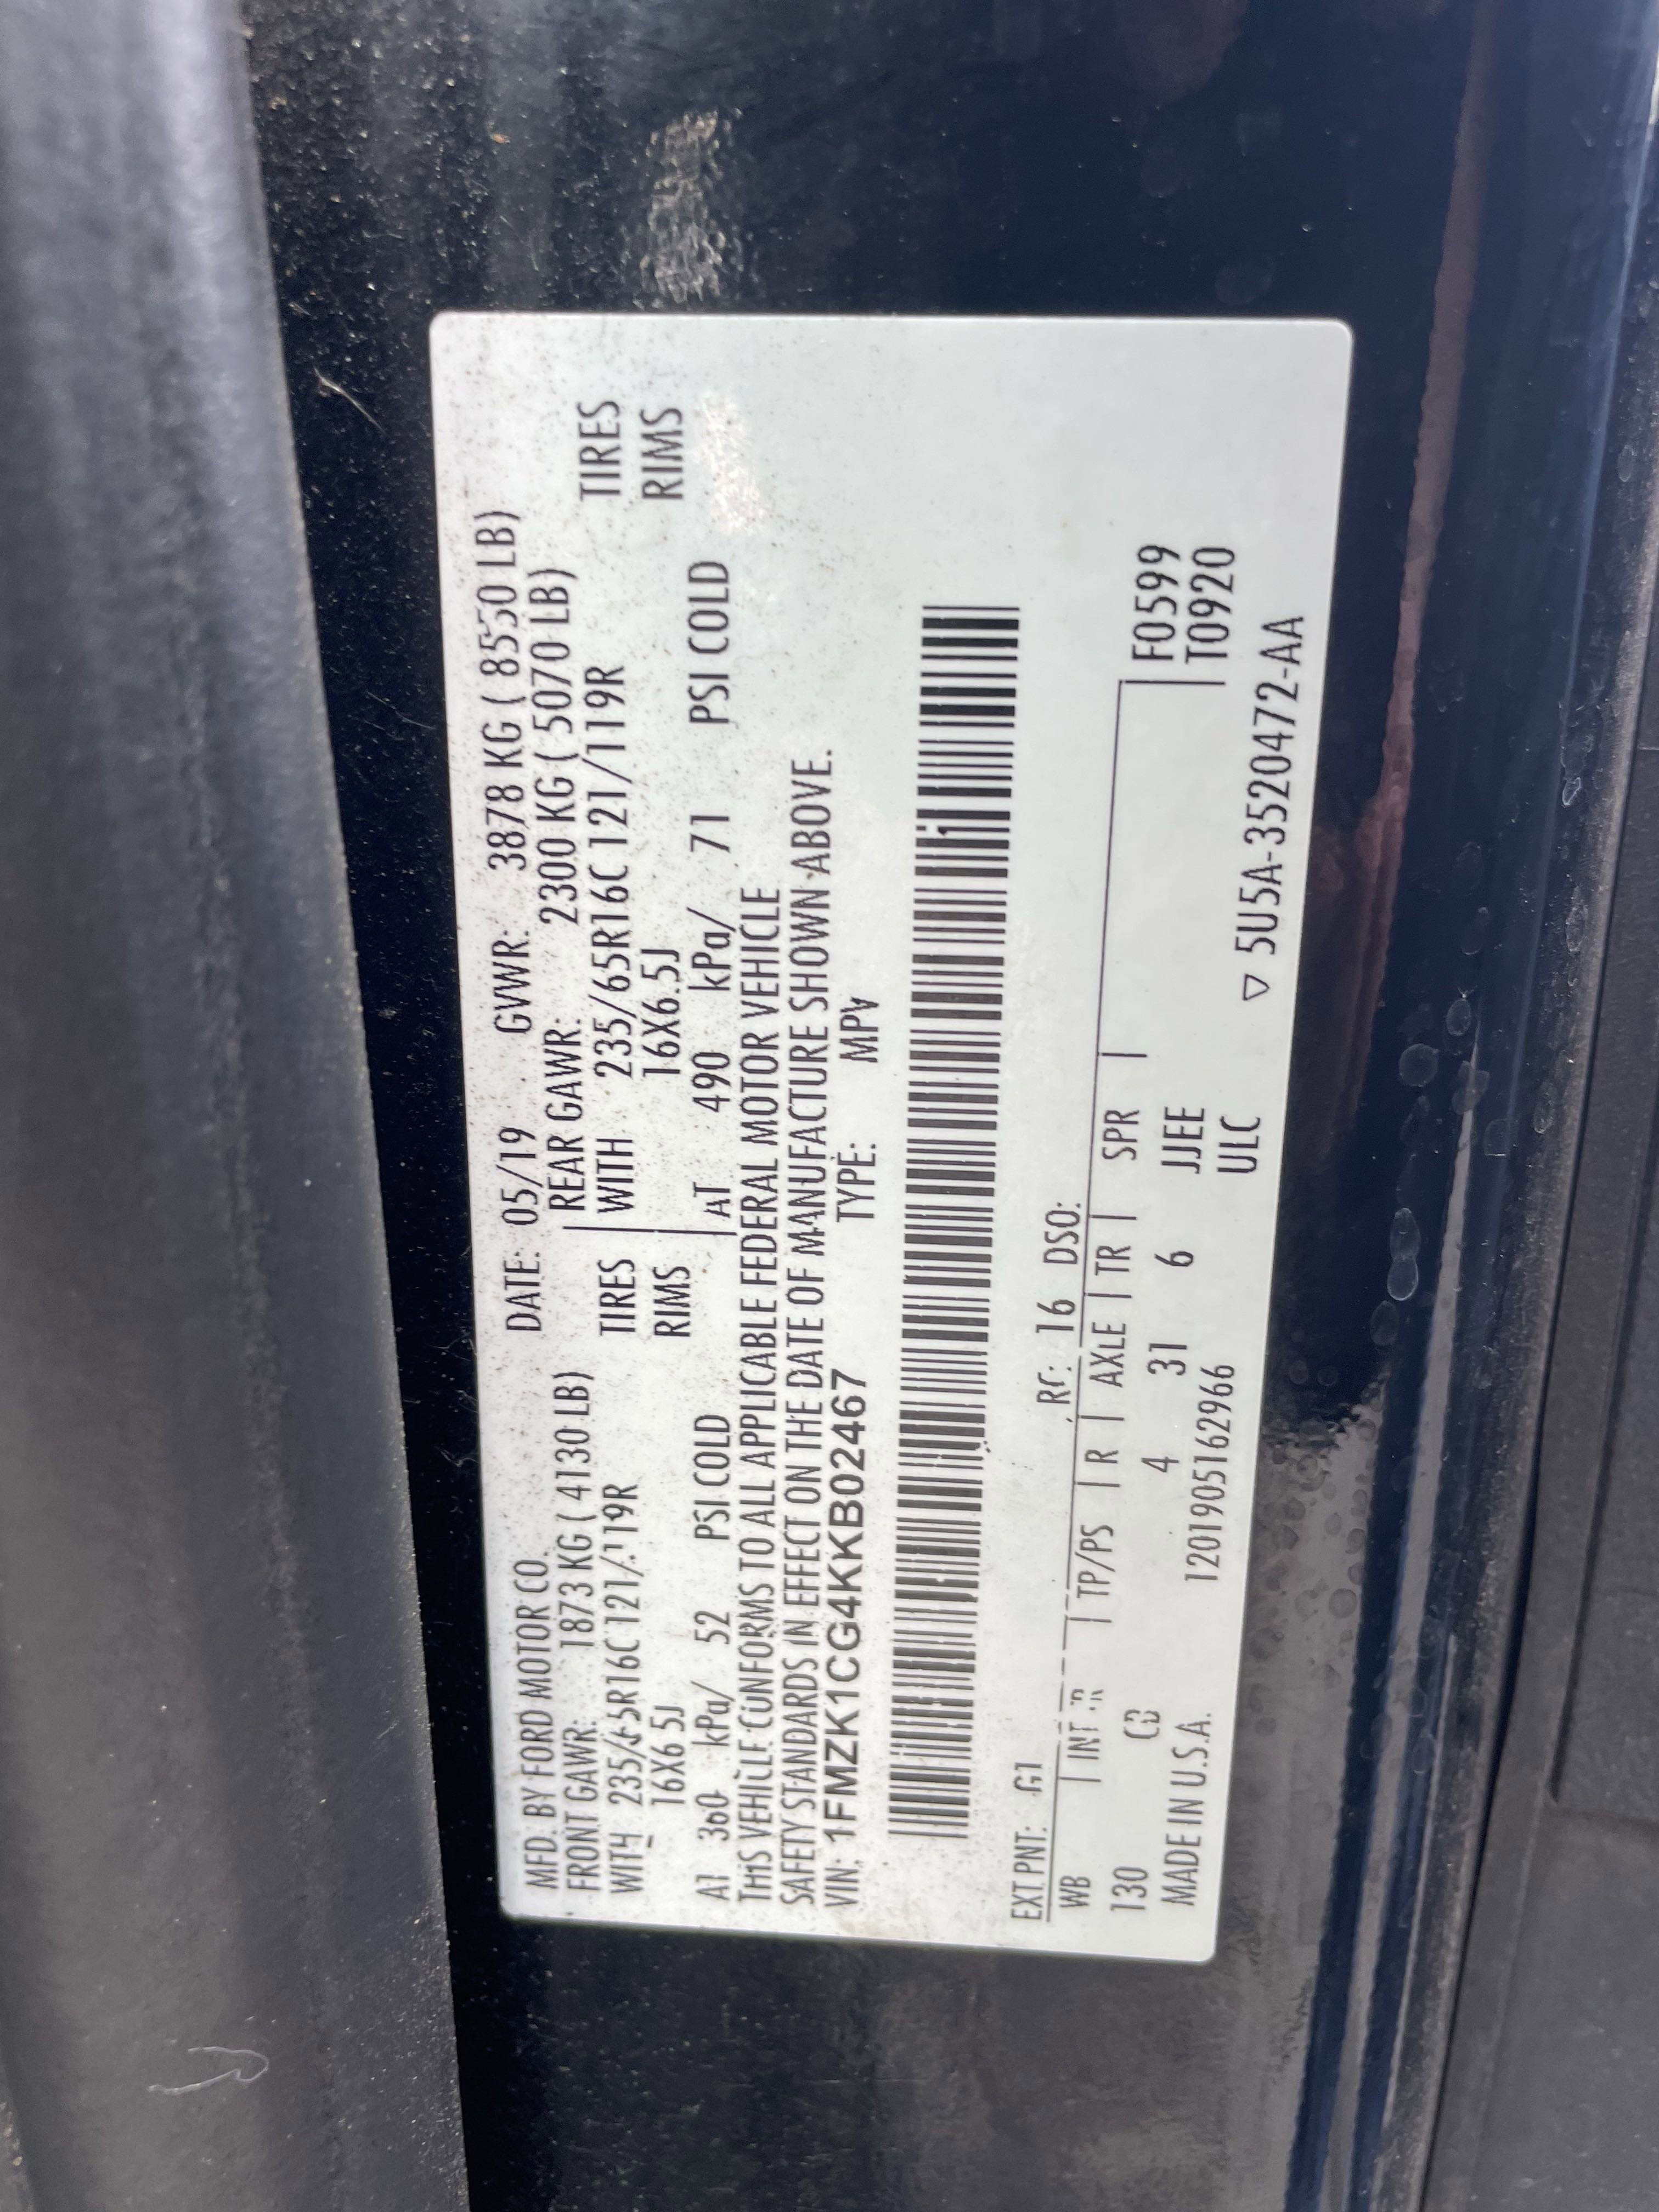 MFD. BY FORD MOTOR CO. DATE: 05/19 GVWR: 3878 KG ( 8550 LB)
FRONT GAWR: 1873 KG ( 4130 LB) REAR GAWR: 2300 KG ( 5070 LB)
WITH 235/65R16C 121/119R TIRES WITH 235/65R16C 121/119R TIRES
16X6.5J RIMS 16X6.5J RIMS
AT 360 kPa/ 52 PSI COLD AT 490 kPa/ 71 PSI COLD
THIS VEHICLE CONFORMS TO ALL APPLICABLE FEDERAL MOTOR VEHICLE
SAFETY STANDARDS IN EFFECT ON THE DATE OF MANUFACTURE SHOWN ABOVE.
VIN: 1FMZK1CG4KKB02467 TYPE: MPV
EXT PNT: G1 RC: 16 DSO:
WB INT TR TP/PS R AXLE TR SPR F0599
130 4 31 6 JJEE T0920
MADE IN U.S.A. 1201905162966 ULC
▽ 5U5A-3520472-AA